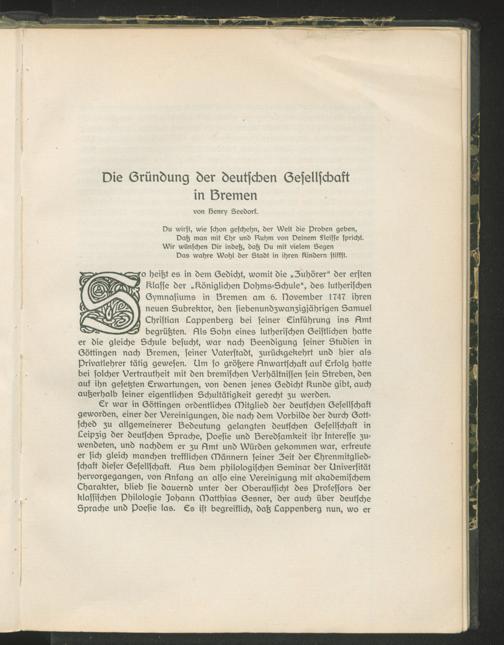 Die Gründung der deutschen Gesellschaft
in Bremen
von Henry Seedorf.
Du wirst, wie schon geschehn, der Welt die Proben geben,
Daß man mit Ehr und Ruhm von Deinem Fleisse spricht.
Wir wünschen Dir indeß, daß Du mit vielem Segen
Das wahre Wohl der Stadt in ihren Kindern stiftst.
So heißt es in dem Gedicht, womit die „Zuhörer“ der ersten
Klasse der „Königlichen Dohms-Schule“, des lutherischen
Gymnasiums in Bremen am 6. November 1747 ihren
neuen Subrektor, den siebenundzwanzigjährigen Samuel
Christian Lappenberg bei seiner Einführung ins Amt
begrüßten. Als Sohn eines lutherischen Geistlichen hatte
er die gleiche Schule besucht, war nach Beendigung seiner Studien in
Göttingen nach Bremen, seiner Vaterstadt, zurückgekehrt und hier als
Privatlehrer tätig gewesen. Um so größere Anwartschaft auf Erfolg hatte
bei solcher Vertrautheit mit den bremischen Verhältnissen sein Streben, den
auf ihn gesetzten Erwartungen, von denen jenes Gedicht Kunde gibt, auch
außerhalb seiner eigentlichen Schultätigkeit gerecht zu werden.
Er war in Göttingen ordentliches Mitglied der deutschen Gesellschaft
geworden, einer der Vereinigungen, die nach dem Vorbilde der durch Gott-
sched zu allgemeinerer Bedeutung gelangten deutschen Gesellschaft in
Leipzig der deutschen Sprache, Poesie und Beredsamkeit ihr Interesse zu-
wendeten, und nachdem er zu Amt und Würden gekommen war, erfreute
er sich gleich manchen trefflichen Männern seiner Zeit der Ehrenmitglied-
schaft dieser Gesellschaft. Aus dem philologischen Seminar der Universität
hervorgegangen, von Anfang an also eine Vereinigung mit akademischem
Charakter, blieb sie dauernd unter der Oberaufsicht des Professors der
klassischen Philologie Johann Matthias Gesner, der auch über deutsche
Sprache und Poesie las. Es ist begreiflich, daß Lappenberg nun, wo er